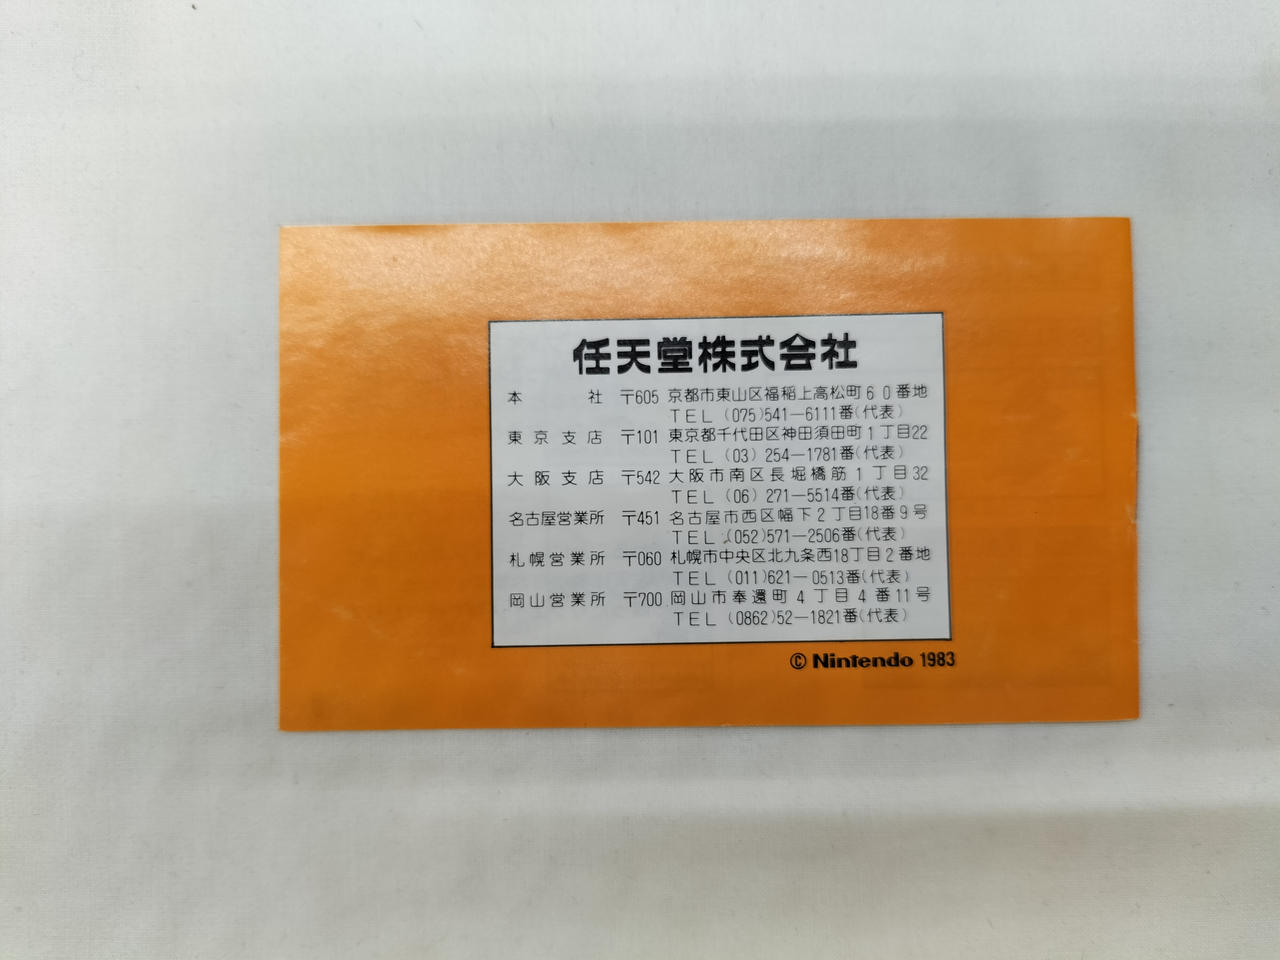 任天堂株式会社
本社 〒605 京都市東山区福稲上高松町60番地
TEL (075)541－6111番(代表)
東京支店 〒101 東京都千代田区神田須田町1丁目22
TEL (03) 254－1781番(代表)
大阪支店 〒542 大阪市南区長堀橋筋1丁目32
TEL (06) 271－5514番(代表)
名古屋営業所 〒451 名古屋市西区幅下2丁目18番9号
TEL (052)571－2506番(代表)
札幌営業所 〒060 札幌市中央区北九条西18丁目2番地
TEL (011)621－0513番(代表)
岡山営業所 〒700 岡山市奉還町4丁目4番11号
TEL (0862)52－1821番(代表)
© Nintendo 1983